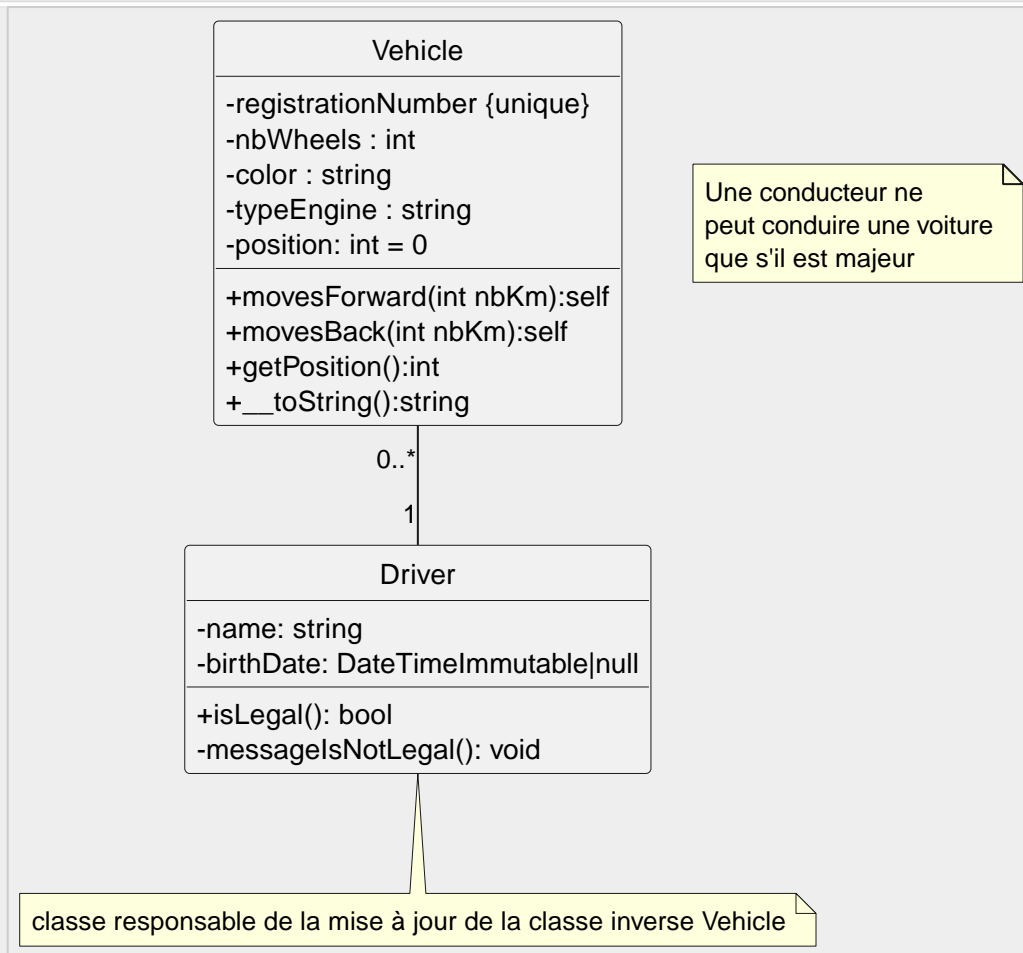 Vehicle
-registrationNumber {unique}
-nbWheels : int
-color : string
-typeEngine : string
-position: int = 0
+movesForward(int nbKm):self
+movesBack(int nbKm):self
+getPosition():int
+__toString():string
Une conducteur ne
peut conduire une voiture
que s'il est majeur
0..*
1
Driver
-name: string
-birthDate: DateTimeImmutable|null
+isLegal(): bool
-messageIsNotLegal(): void
classe responsable de la mise à jour de la classe inverse Vehicle